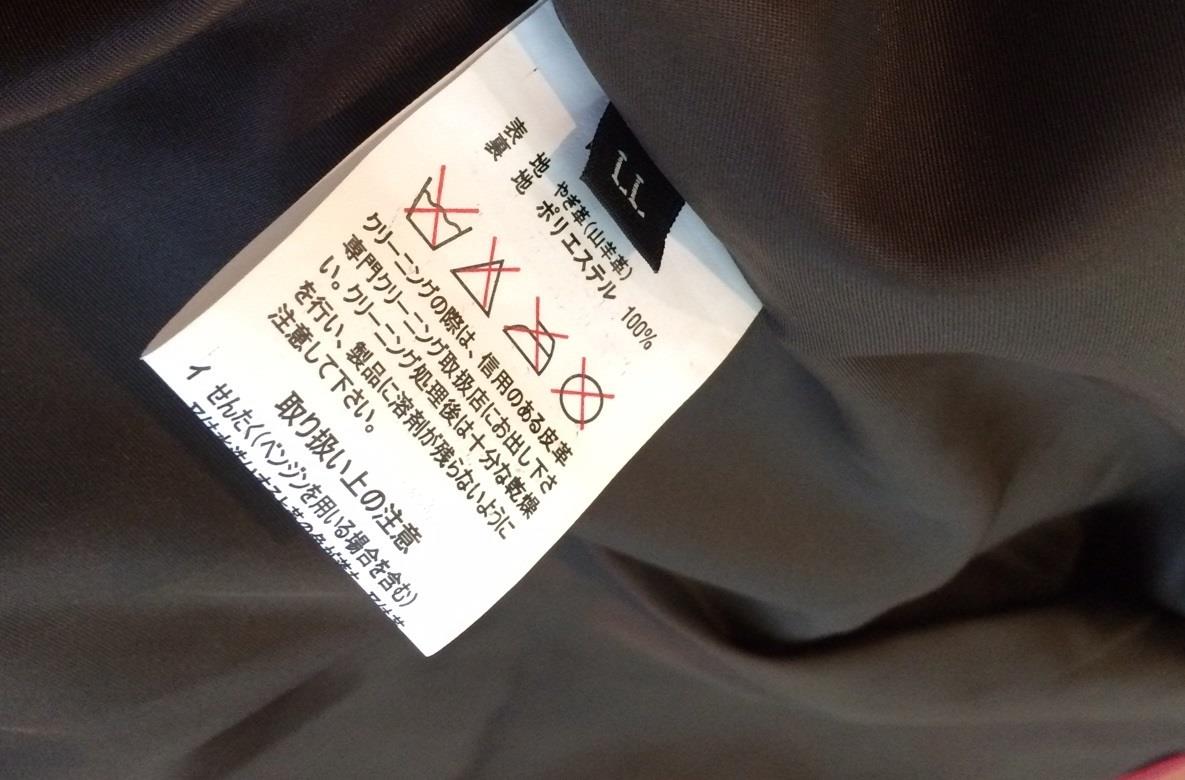 LL
表 地 やぎ革(山羊革)
裏 地 ポリエステル 100%
クリーニングの際は、信用のある皮革
専門クリーニング取扱店にお出し下さ
い。クリーニング処理後は十分な乾燥
を行い、製品に溶剤が残らないように
注意して下さい。
取り扱い上の注意
イ せんたく(ベンジンを用いる場合を含む)